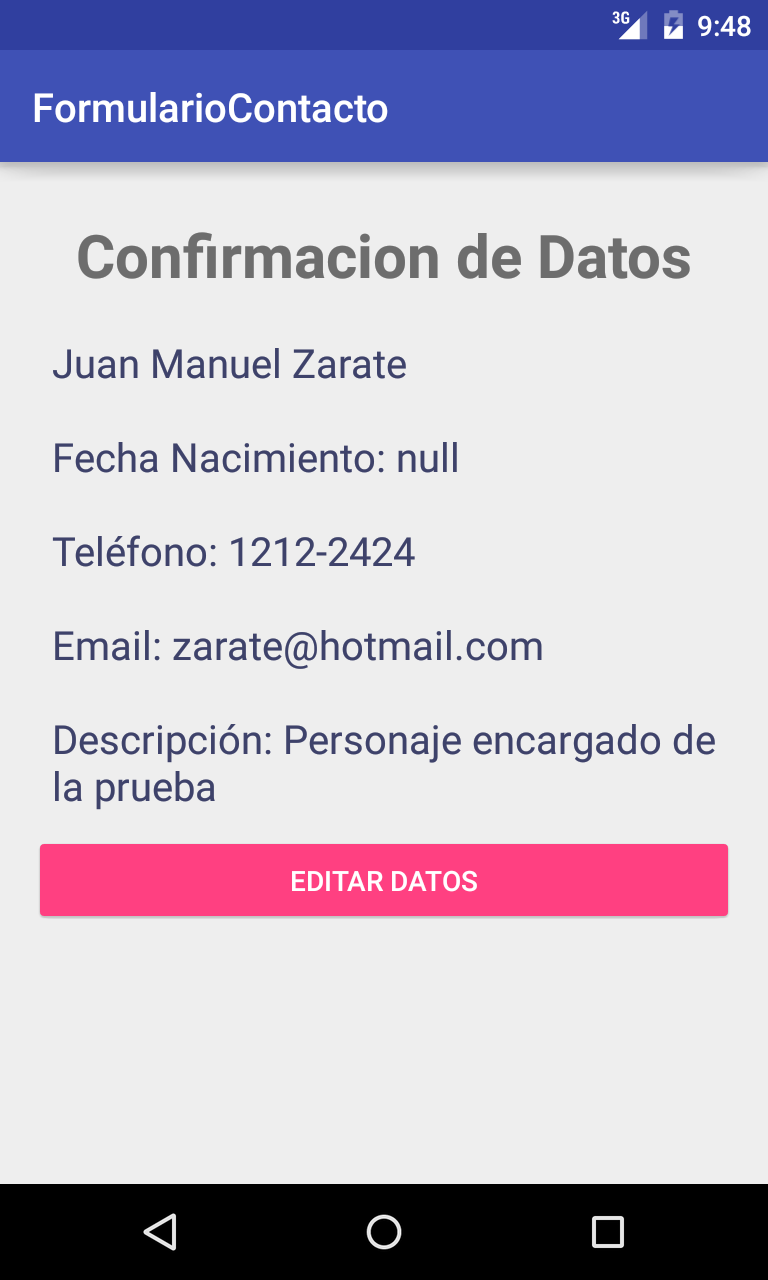 3G 9:48
FormularioContacto
Confirmacion de Datos
Juan Manuel Zarate
Fecha Nacimiento: null
Teléfono: 1212-2424
Email: zarate@hotmail.com
Descripción: Personaje encargado de
la prueba
EDITAR DATOS